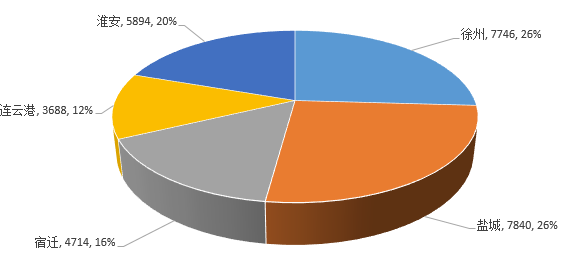 淮安, 5894, 20%
徐州, 7746, 26%
连云港, 3688, 12%
盐城, 7840, 26%
宿迁, 4714, 16%